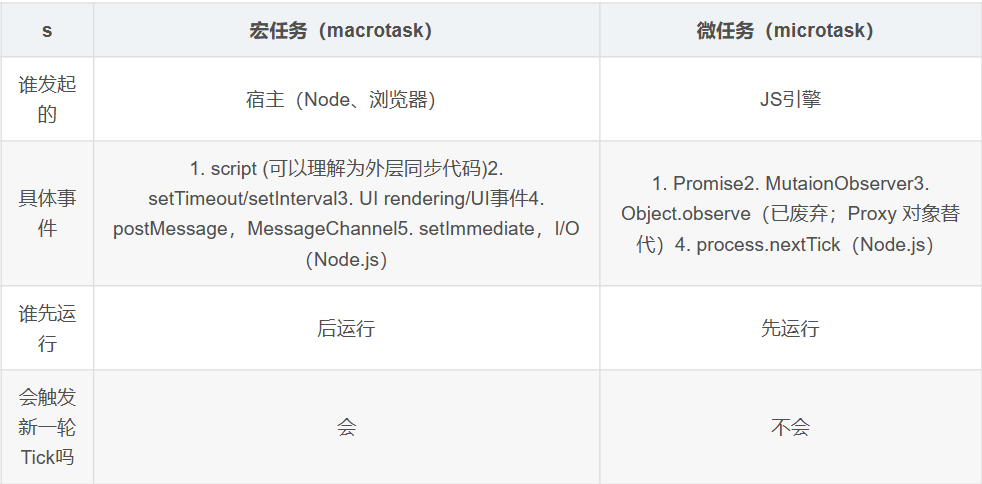 s
宏任务（macrotask）
微任务（microtask）
谁发起
的
宿主（Node、浏览器）
JS引擎
具体事
件
1. script (可以理解为外层同步代码)2.
setTimeout/setInterval3. UI rendering/UI事件4.
postMessage，MessageChannel5. setImmediate，I/O
（Node.js）
1. Promise2. MutaionObserver3.
Object.observe（已废弃；Proxy 对象替
代）4. process.nextTick（Node.js）
谁先运
行
后运行
先运行
会触发
新一轮
Tick吗
会
不会